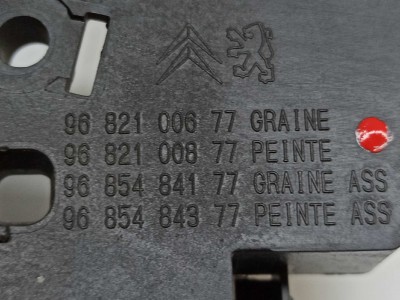 96 821 006 77 GRAINE
96 821 008 77 PEINTE
96 854 841 77 GRAINE ASS
96 854 843 77 PEINTE ASS